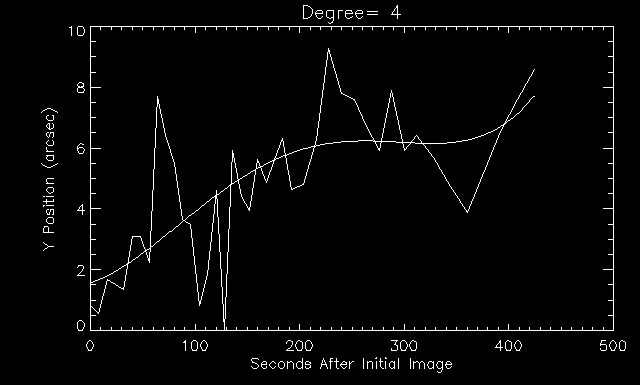 Degree= 4
10
8
6
4
2
0
Y Position (arcsec)
0 100 200 300 400 500
Seconds After Initial Image